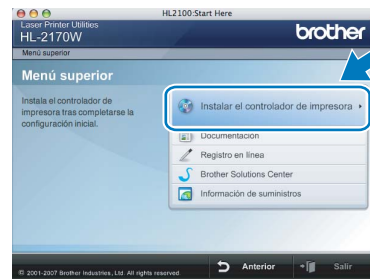 HL2100:Start Here
Laser Printer Utilities
HL-2170W
brother
Menú superior
Menú superior
Instala el controlador de
impresora tras completarse la
configuración inicial.
Instalar el controlador de impresora
Documentación
Registro en línea
Brother Solutions Center
Información de suministros
© 2001-2007 Brother Industries, Ltd. All rights reserved.
Anterior
Salir